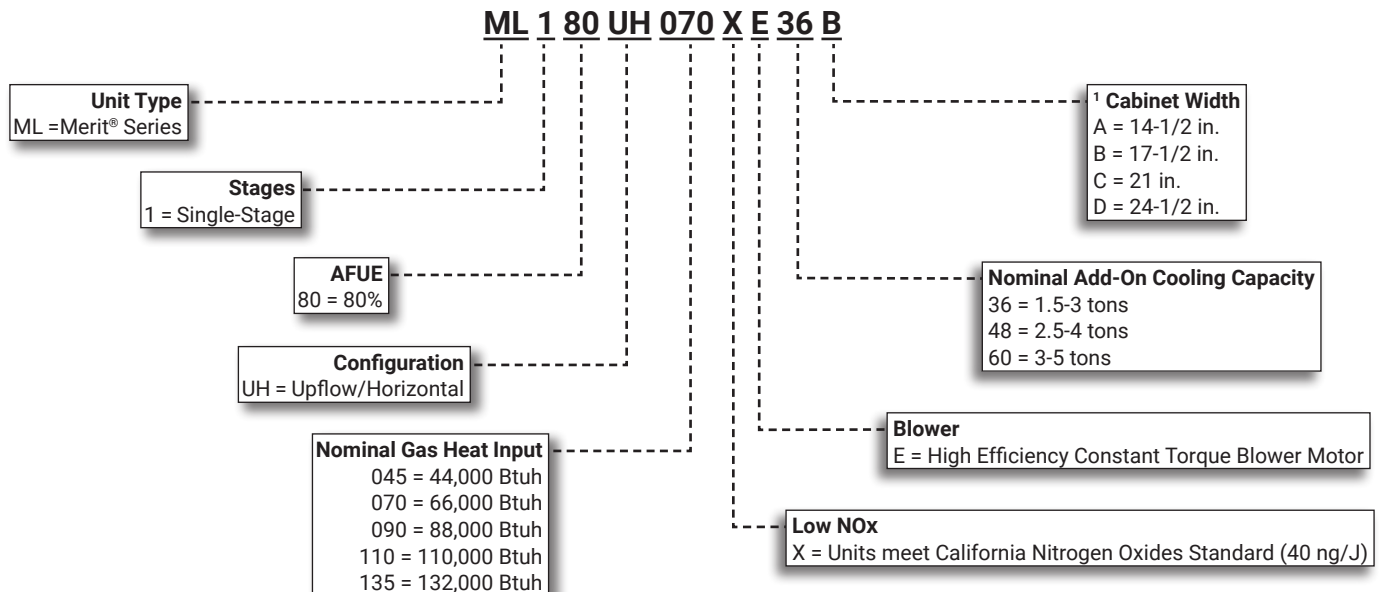 ML 1 80 UH 070 X E 36 B
Unit Type
ML =Merit® Series
Stages
1 = Single-Stage
AFUE
80 = 80%
Configuration
UH = Upflow/Horizontal
Nominal Gas Heat Input
045 = 44,000 Btuh
070 = 66,000 Btuh
090 = 88,000 Btuh
110 = 110,000 Btuh
135 = 132,000 Btuh
¹ Cabinet Width
A = 14-1/2 in.
B = 17-1/2 in.
C = 21 in.
D = 24-1/2 in.
Nominal Add-On Cooling Capacity
36 = 1.5-3 tons
48 = 2.5-4 tons
60 = 3-5 tons
Blower
E = High Efficiency Constant Torque Blower Motor
Low NOx
X = Units meet California Nitrogen Oxides Standard (40 ng/J)